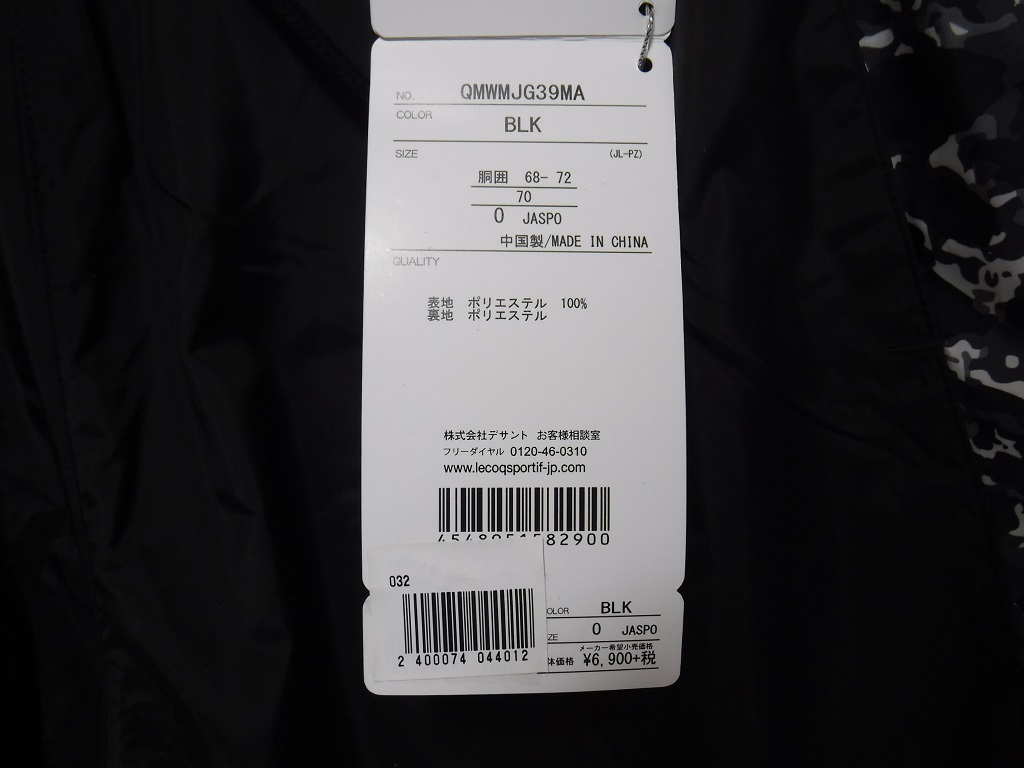 NO. QMWMJG39MA
COLOR
BLK
SIZE (JL-PZ)
胴囲 68- 72
70
O JASPO
中国製/MADE IN CHINA
QUALITY
表地 ポリエステル 100%
裏地 ポリエステル
株式会社デサント お客様相談室
フリーダイヤル 0120-46-0310
www.lecoqsportif-jp.com
4548051582900
032
2 400074 044012
OLOR BLK
ZE O JASPO
メーカー希望小売価格
体価格 ¥6,900+税